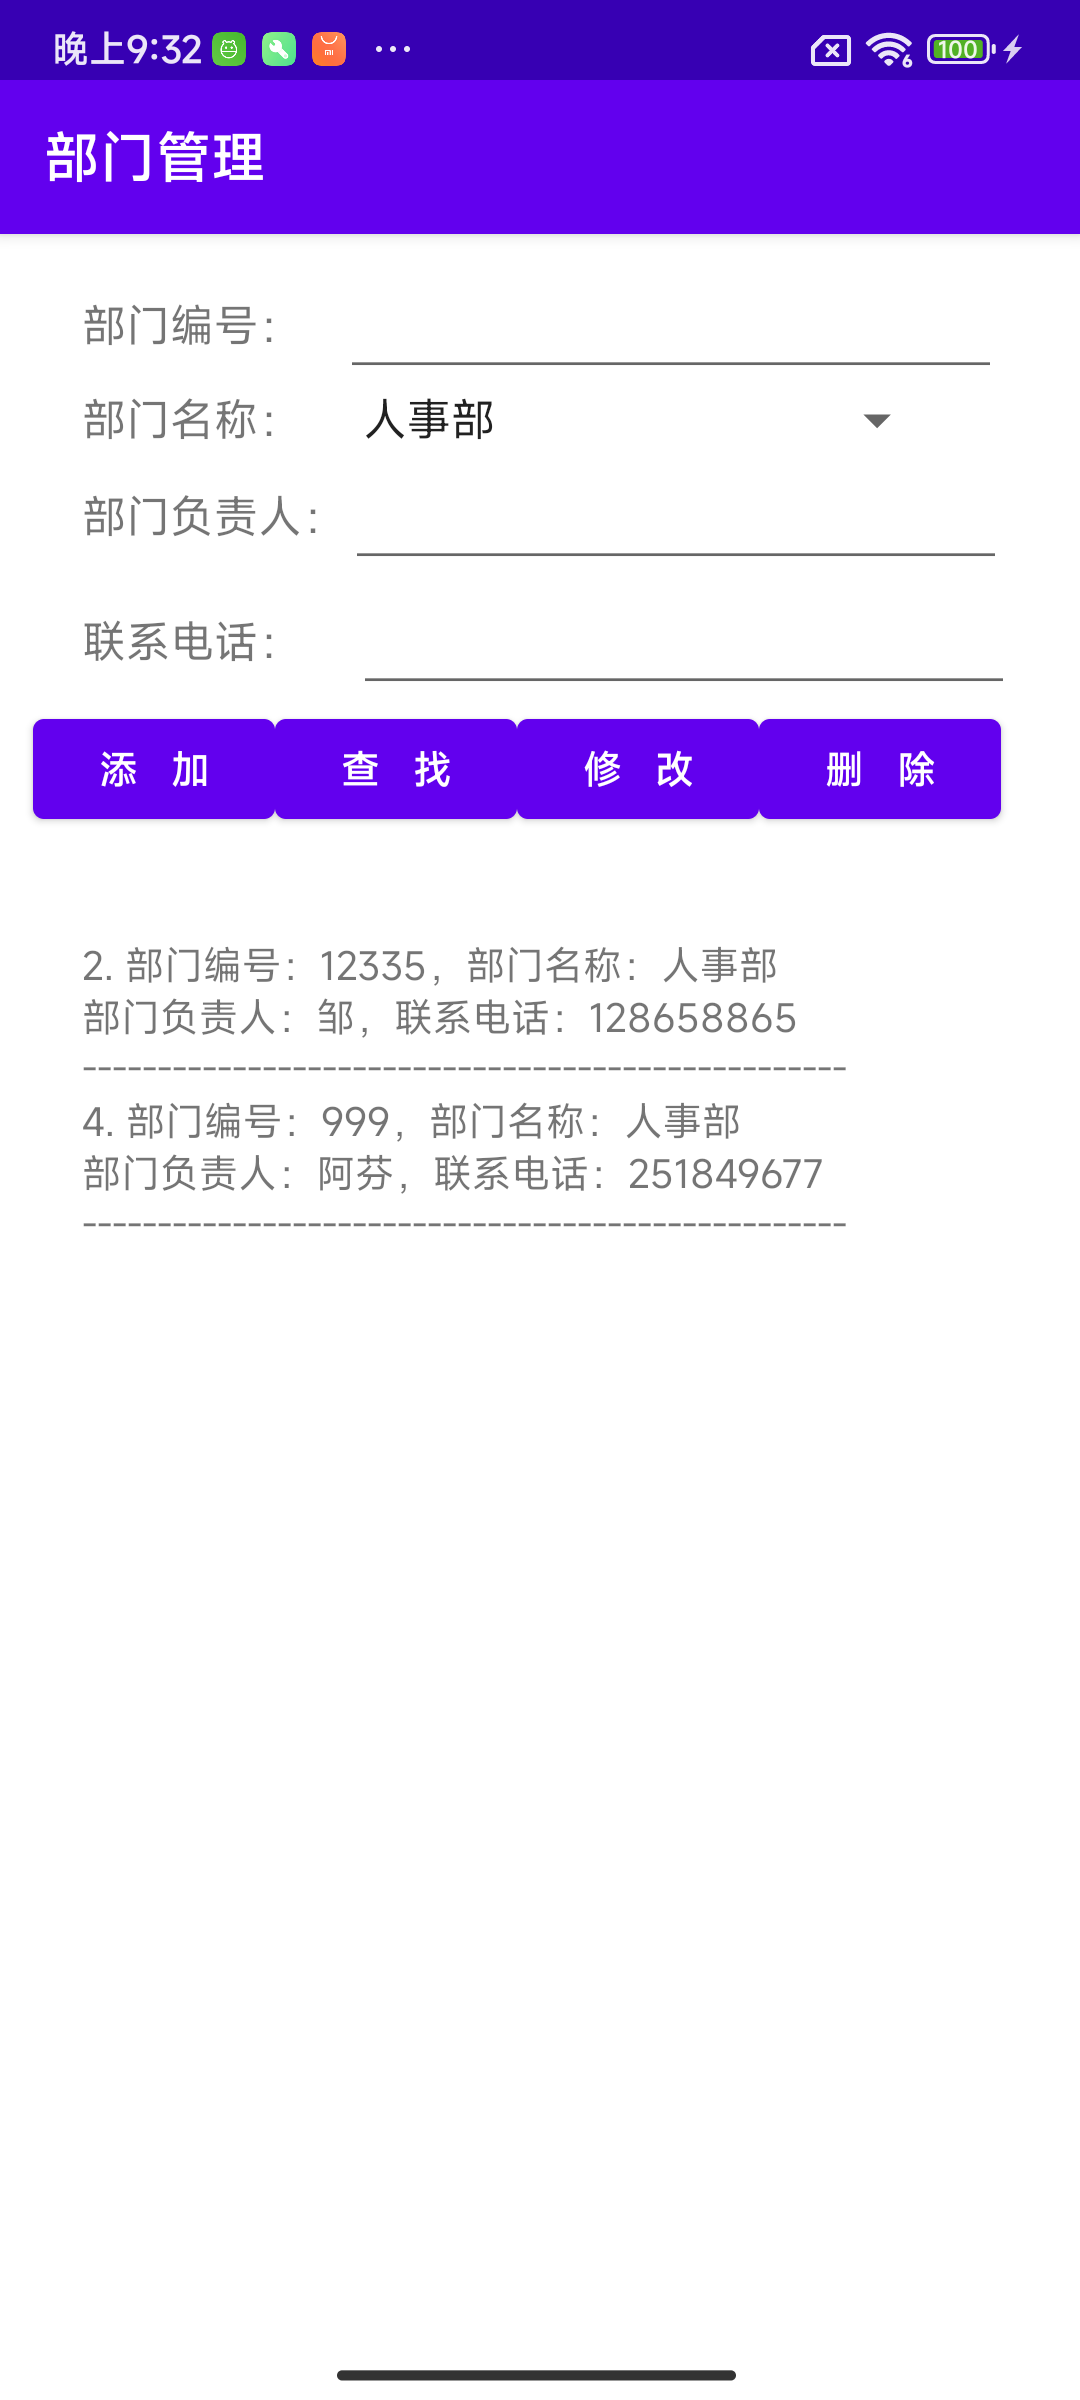 晚上9:32 ... 6 100
部门管理
部门编号：
部门名称： 人事部
部门负责人：
联系电话：
添 加 查 找 修 改 删 除
2. 部门编号：12335，部门名称：人事部
部门负责人：邹，联系电话：128658865
---------------------------------------------------
4. 部门编号：999，部门名称：人事部
部门负责人：阿芬，联系电话：251849677
---------------------------------------------------